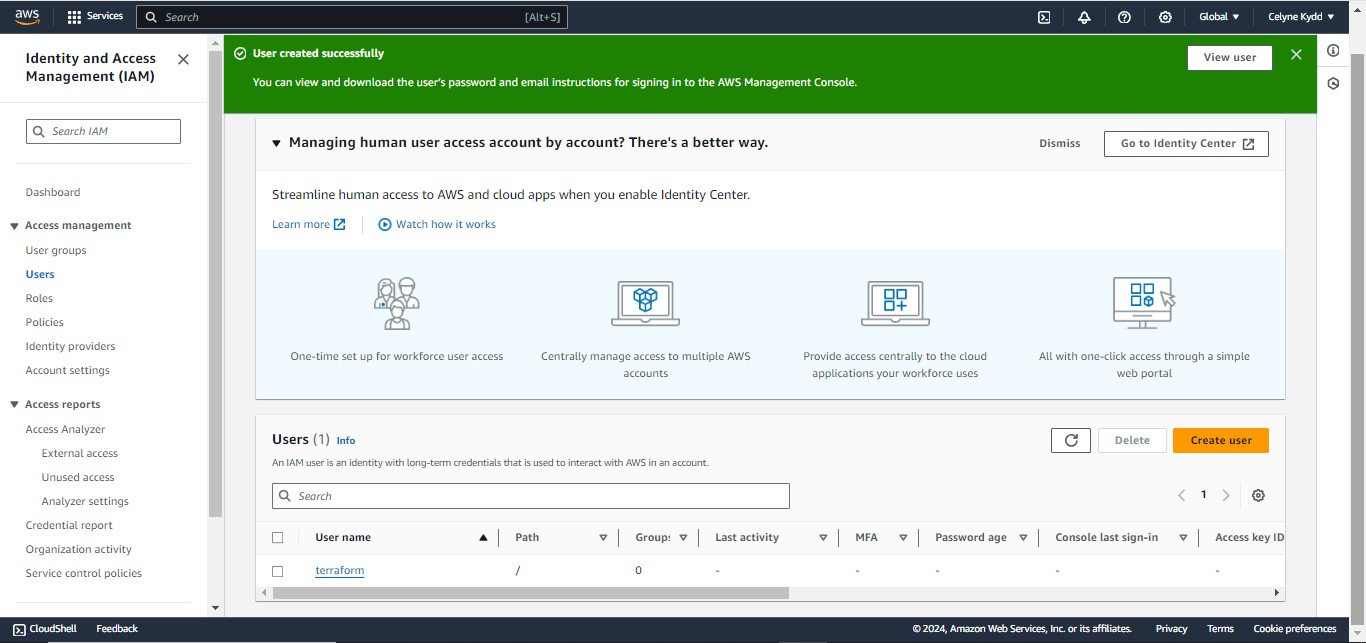 aws
Services
Search
[Alt+S]
Global
Celyne Kydd
Identity and Access
Management (IAM)
Search IAM
Dashboard
Access management
User groups
Users
Roles
Policies
Identity providers
Account settings
Access reports
Access Analyzer
External access
Unused access
Analyzer settings
Credential report
Organization activity
Service control policies
User created successfully
You can view and download the user's password and email instructions for signing in to the AWS Management Console.
View user
Managing human user access account by account? There's a better way.
Dismiss
Go to Identity Center
Streamline human access to AWS and cloud apps when you enable Identity Center.
Learn more
Watch how it works
One-time set up for workforce user access
Centrally manage access to multiple AWS
accounts
Provide access centrally to the cloud
applications your workforce uses
All with one-click access through a simple
web portal
Users (1) Info
Delete
Create user
An IAM user is an identity with long-term credentials that is used to interact with AWS in an account.
Search
1
User name
Path
Groups
Last activity
MFA
Password age
Console last sign-in
Access key ID
terraform
/
0
-
-
-
-
-
CloudShell
Feedback
© 2024, Amazon Web Services, Inc. or its affiliates.
Privacy
Terms
Cookie preferences